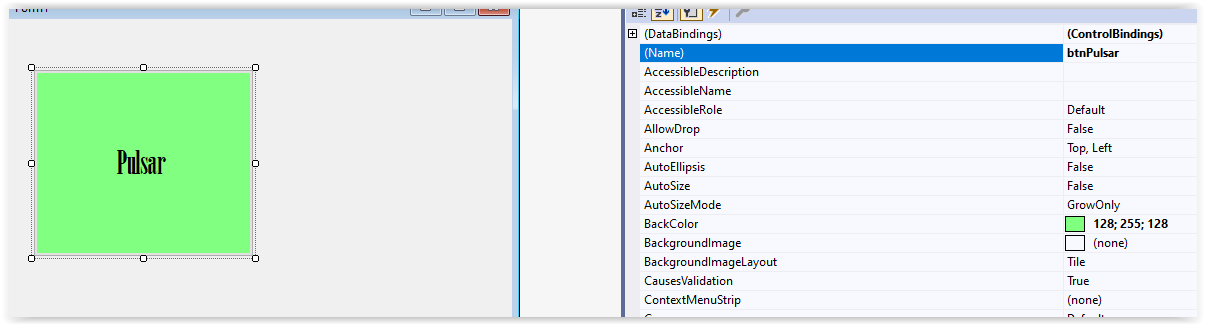 Form1
Pulsar
(DataBindings) (ControlBindings)
(Name) btnPulsar
AccessibleDescription
AccessibleName
AccessibleRole Default
AllowDrop False
Anchor Top, Left
AutoEllipsis False
AutoSize False
AutoSizeMode GrowOnly
BackColor 128; 255; 128
BackgroundImage (none)
BackgroundImageLayout Tile
CausesValidation True
ContextMenuStrip (none)